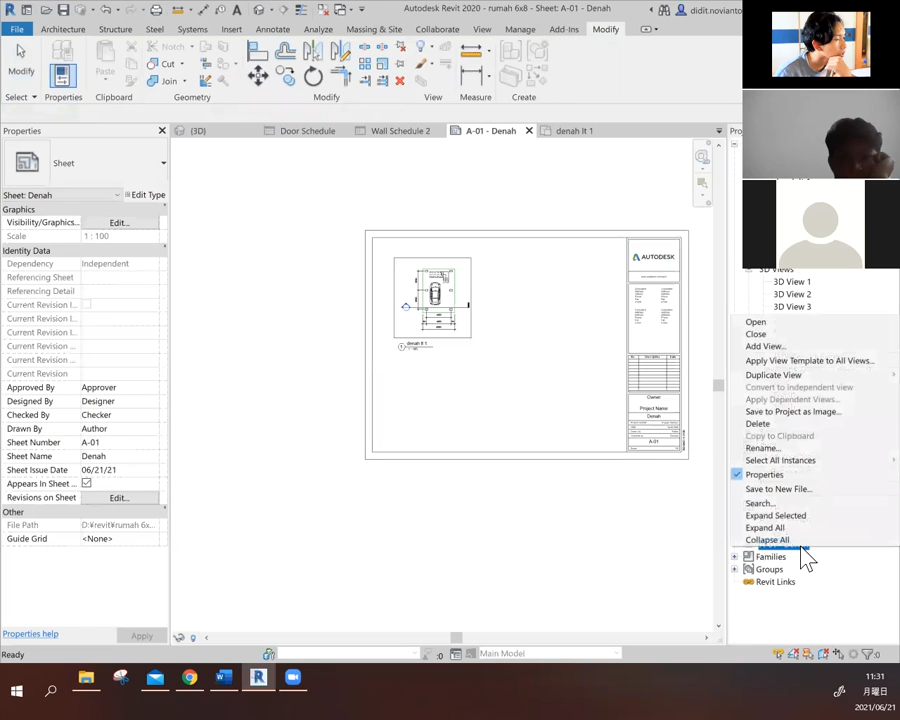 Autodesk Revit 2020 - rumah 6x8 - Sheet: A-01 - Denah
didit.novianto
File
Architecture
Structure
Steel
Systems
Insert
Annotate
Analyze
Massing & Site
Collaborate
View
Manage
Add-Ins
Modify
Modify
Paste
Notch
Cut
Join
Select
Properties
Clipboard
Geometry
Modify
View
Measure
Create
Properties
{3D}
Door Schedule
Wall Schedule 2
A-01 - Denah
denah lt 1
Sheet
Sheet: Denah
Edit Type
Graphics
Visibility/Graphics...
Edit...
Scale
1 : 100
Identity Data
Dependency
Independent
Referencing Sheet
Referencing Detail
Current Revision I...
Current Revision I...
Current Revision ...
Current Revision ...
Current Revision ...
Current Revision
Approved By
Approver
Designed By
Designer
Checked By
Checker
Drawn By
Author
Sheet Number
A-01
Sheet Name
Denah
Sheet Issue Date
06/21/21
Appears In Sheet ...
Revisions on Sheet
Edit...
Other
File Path
D:¥revit¥rumah 6x...
Guide Grid
<None>
Properties help
Apply
AUTODESK
denah lt 1
Owner
Project Name
Denah
A-01
3D Views
3D View 1
3D View 2
3D View 3
Open
Close
Add View...
Apply View Template to All Views...
Duplicate View
Convert to independent view
Apply Dependent Views...
Save to Project as Image...
Delete
Copy to Clipboard
Rename...
Select All Instances
Properties
Save to New File...
Search...
Expand Selected
Expand All
Collapse All
Families
Groups
Revit Links
Ready
:0
Main Model
:0
11:31
月曜日
2021/06/21